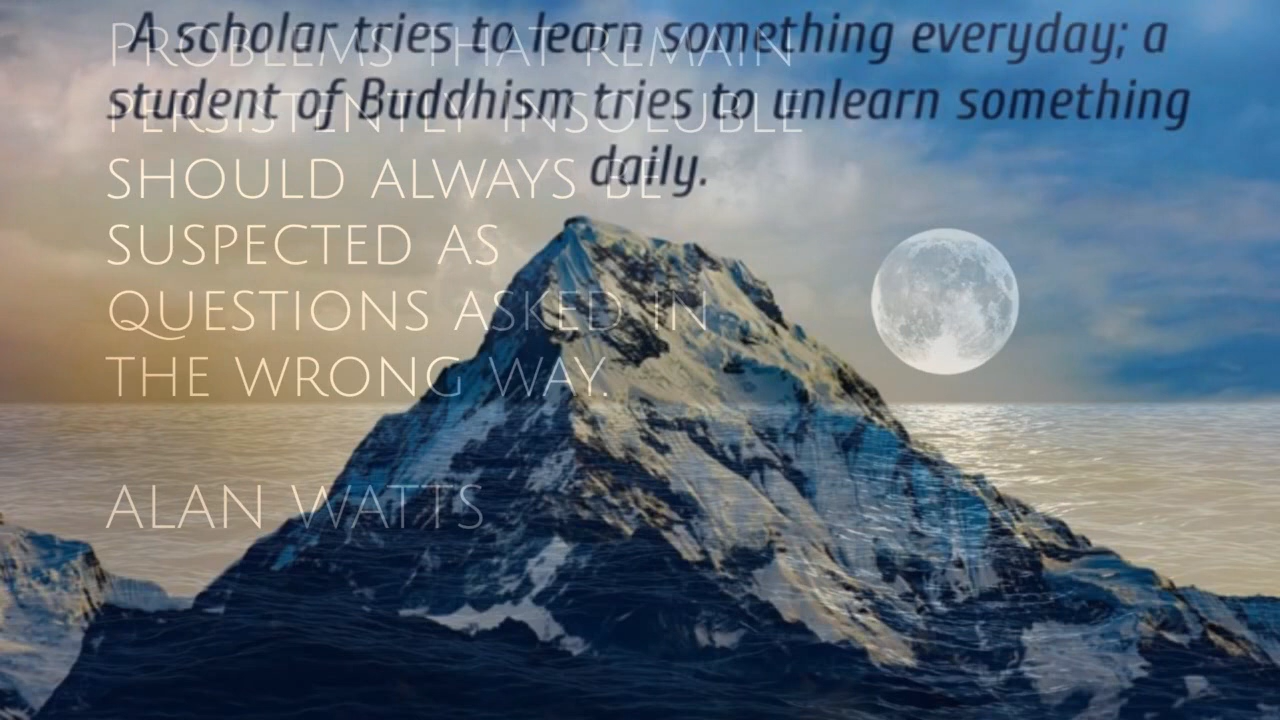 A scholar tries to learn something everyday; a
student of Buddhism tries to unlearn something
daily.
PROBLEMS THAT REMAIN
PERSISTENTLY INSOLUBLE
SHOULD ALWAYS BE
SUSPECTED AS
QUESTIONS ASKED IN
THE WRONG WAY.
ALAN WATTS